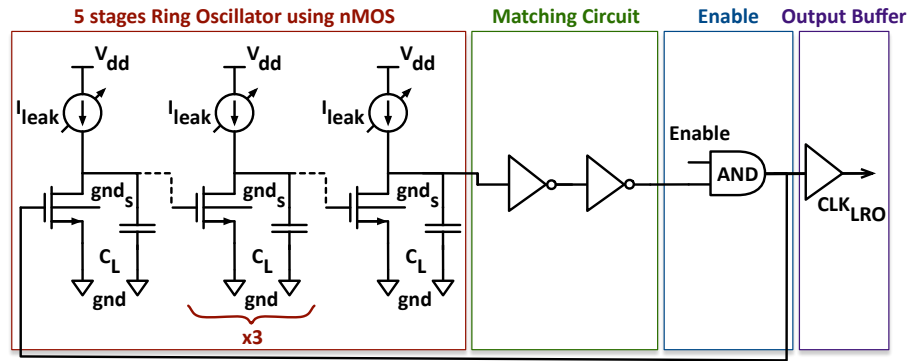 5 stages Ring Oscillator using nMOS
Matching Circuit
Enable
Output Buffer
Vdd
Vdd
Vdd
Ileak
Ileak
Ileak
Enable
AND
gnds
gnds
gnds
CLKLRO
CL
CL
CL
gnd
gnd
gnd
x3